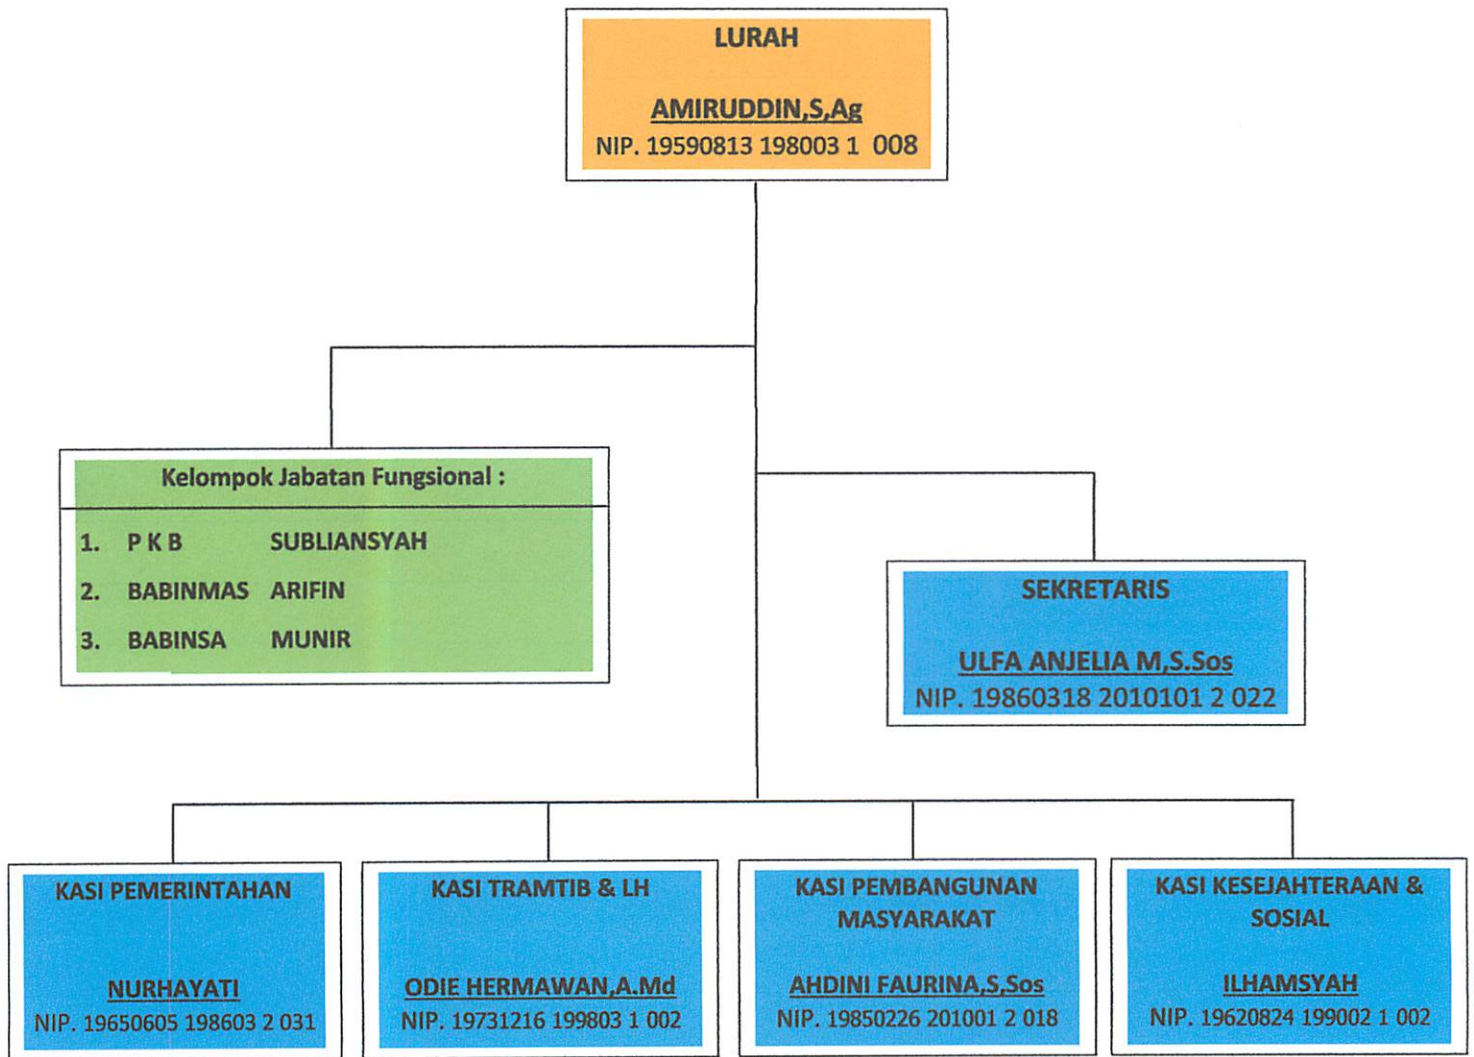 LURAH
AMIRUDDIN,S,Ag
NIP. 19590813 198003 1 008
Kelompok Jabatan Fungsional :
1. P K B SUBLIANSYAH
2. BABINMAS ARIFIN
3. BABINSA MUNIR
SEKRETARIS
ULFA ANJELIA M,S.Sos
NIP. 19860318 2010101 2 022
KASI PEMERINTAHAN
NURHAYATI
NIP. 19650605 198603 2 031
KASI TRAMTIB & LH
ODIE HERMAWAN,A.Md
NIP. 19731216 199803 1 002
KASI PEMBANGUNAN
MASYARAKAT
AHDINI FAURINA,S,Sos
NIP. 19850226 201001 2 018
KASI KESEJAHTERAAN &
SOSIAL
ILHAMSYAH
NIP. 19620824 199002 1 002